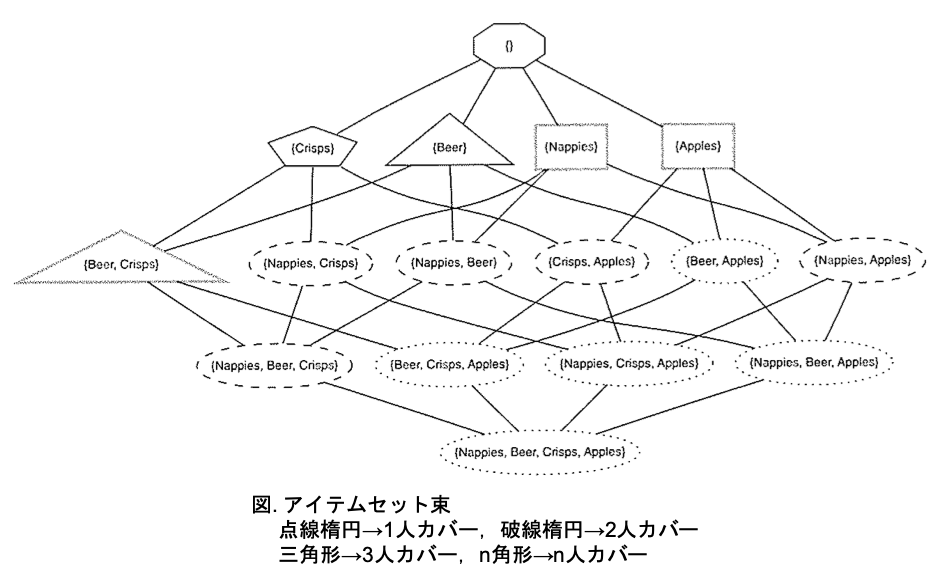 {}
{Crisps} {Beer} {Nappies} {Apples}
{Beer, Crisps} {Nappies, Crisps} {Nappies, Beer} {Crisps, Apples} {Beer, Apples} {Nappies, Apples}
{Nappies, Beer, Crisps} {Beer, Crisps, Apples} {Nappies, Crisps, Apples} {Nappies, Beer, Apples}
{Nappies, Beer, Crisps, Apples}
図. アイテムセット束
点線楕円→1人カバー, 破線楕円→2人カバー
三角形→3人カバー, n角形→n人カバー